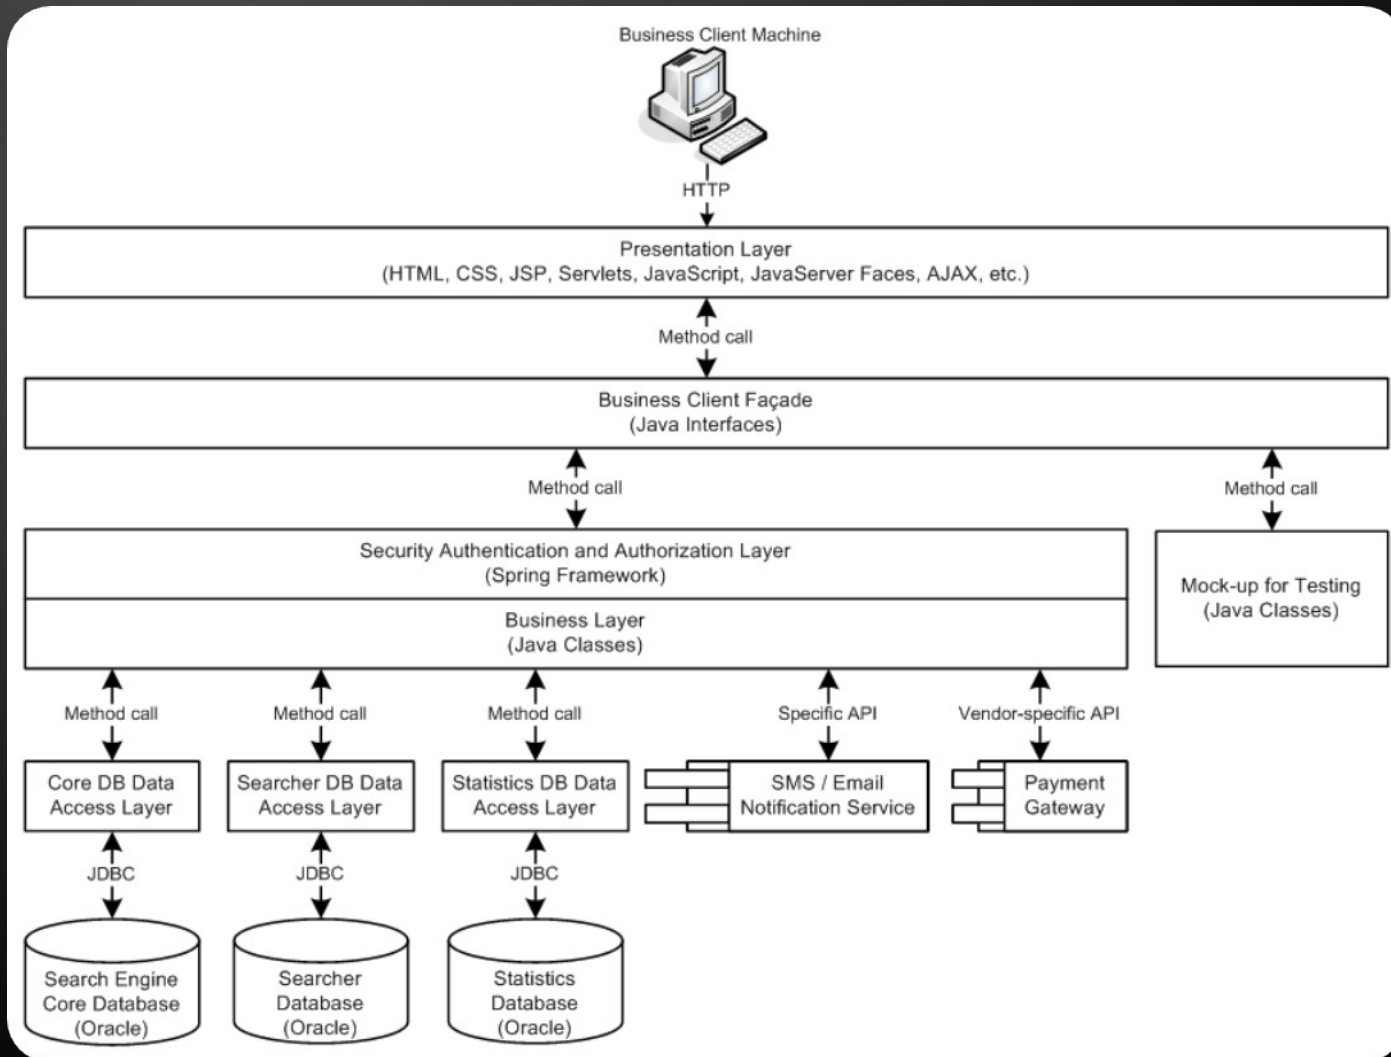 Business Client Machine
HTTP
Presentation Layer
(HTML, CSS, JSP, Servlets, JavaScript, JavaServer Faces, AJAX, etc.)
Method call
Business Client Façade
(Java Interfaces)
Method call
Method call
Security Authentication and Authorization Layer
(Spring Framework)
Mock-up for Testing
(Java Classes)
Business Layer
(Java Classes)
Method call
Method call
Method call
Specific API
Vendor-specific API
Core DB Data
Access Layer
Searcher DB Data
Access Layer
Statistics DB Data
Access Layer
SMS / Email
Notification Service
Payment
Gateway
JDBC
JDBC
JDBC
Search Engine
Core Database
(Oracle)
Searcher
Database
(Oracle)
Statistics
Database
(Oracle)